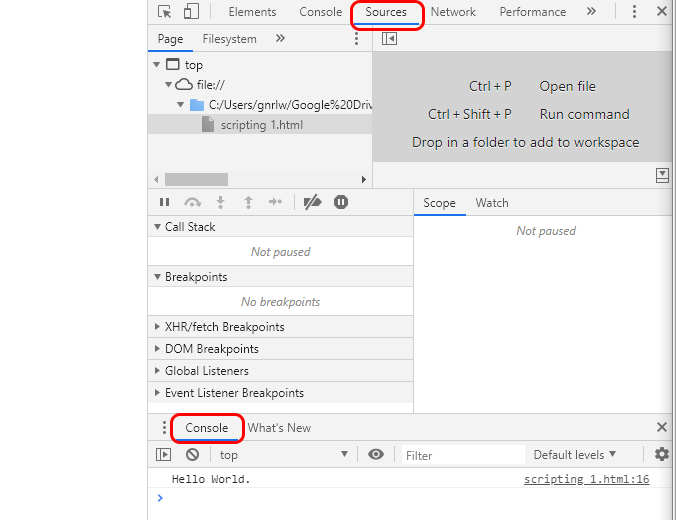 Elements Console Sources Network Performance »
Page Filesystem »
top
file://
C:/Users/gnrlw/Google%20Driv
scripting 1.html
Ctrl + P Open file
Ctrl + Shift + P Run command
Drop in a folder to add to workspace
Call Stack
Not paused
Breakpoints
No breakpoints
XHR/fetch Breakpoints
DOM Breakpoints
Global Listeners
Event Listener Breakpoints
Scope Watch
Not paused
Console What's New
top Filter Default levels
Hello World. scripting 1.html:16